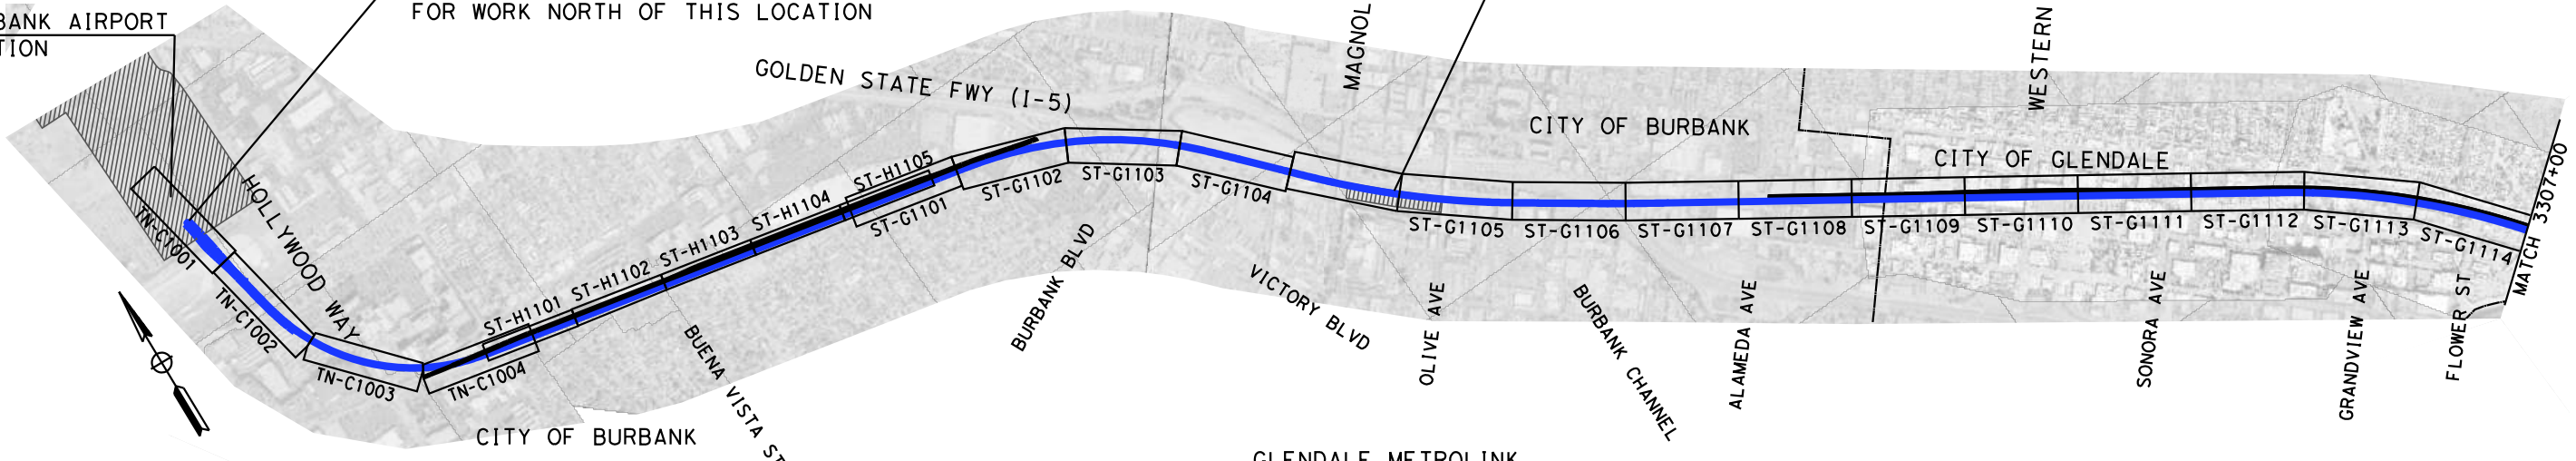 BANK AIRPORT
TION
FOR WORK NORTH OF THIS LOCATION
GOLDEN STATE FWY (I-5)
MAGNOL
WESTERN
CITY OF BURBANK
CITY OF GLENDALE
HOLLYWOOD WAY
TN-C1001
TN-C1002
TN-C1003
TN-C1004
ST-H1101
ST-H1102
ST-H1103
ST-H1104
ST-H1105
ST-G1101
ST-G1102
ST-G1103
ST-G1104
ST-G1105
ST-G1106
ST-G1107
ST-G1108
ST-G1109
ST-G1110
ST-G1111
ST-G1112
ST-G1113
ST-G1114
MATCH 3307+00
BUENA VISTA ST
BURBANK BLVD
VICTORY BLVD
OLIVE AVE
BURBANK CHANNEL
ALAMEDA AVE
SONORA AVE
GRANDVIEW AVE
FLOWER ST
CITY OF BURBANK
GLENDALE METROLINK